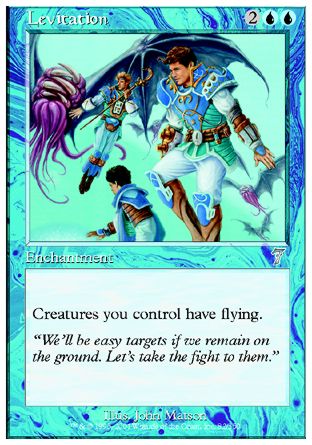 Levitation
2
Enchantment
7
Creatures you control have flying.
“We’ll be easy targets if we remain on
the ground. Let’s take the fight to them.”
Illus. John Matson